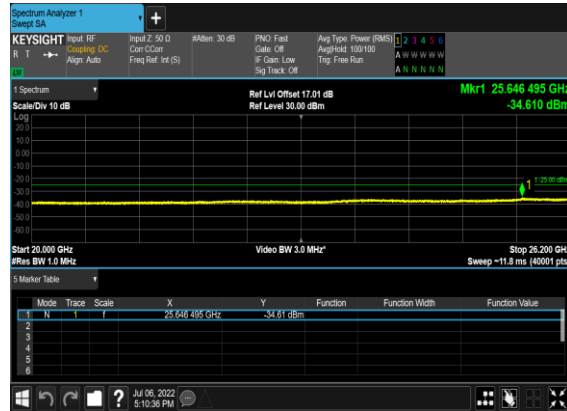 Spectrum Analyzer 1
Swept SA
+
KEYSIGHT Input: RF Input Z: 50 Ω #Atten: 30 dB PNO: Fast Avg Type: Power (RMS) 1 2 3 4 5 6
R T Coupling: DC Corr CCorr Gate: Off Avg|Hold: 100/100 A W W W W W
Align: Auto Freq Ref: Int (S) IF Gain: Low Trig: Free Run
Sig Track: Off A N N N N N
1 Spectrum Ref Lvl Offset 17.01 dB Mkr1 25.646 495 GHz
Scale/Div 10 dB Ref Level 30.00 dBm -34.610 dBm
Log
20.0
10.0
0.00
-10.0
-20.0
-30.0
-40.0
-50.0
-60.0
1
Start 20.000 GHz Video BW 3.0 MHz* Stop 26.200 GHz
#Res BW 1.0 MHz Sweep ~11.8 ms (40001 pts)
5 Marker Table
Mode Trace Scale X Y Function Function Width Function Value
1 N 1 f 25.646 495 GHz -34.61 dBm
2
3
4
5
6
? Jul 06, 2022
5:10:36 PM